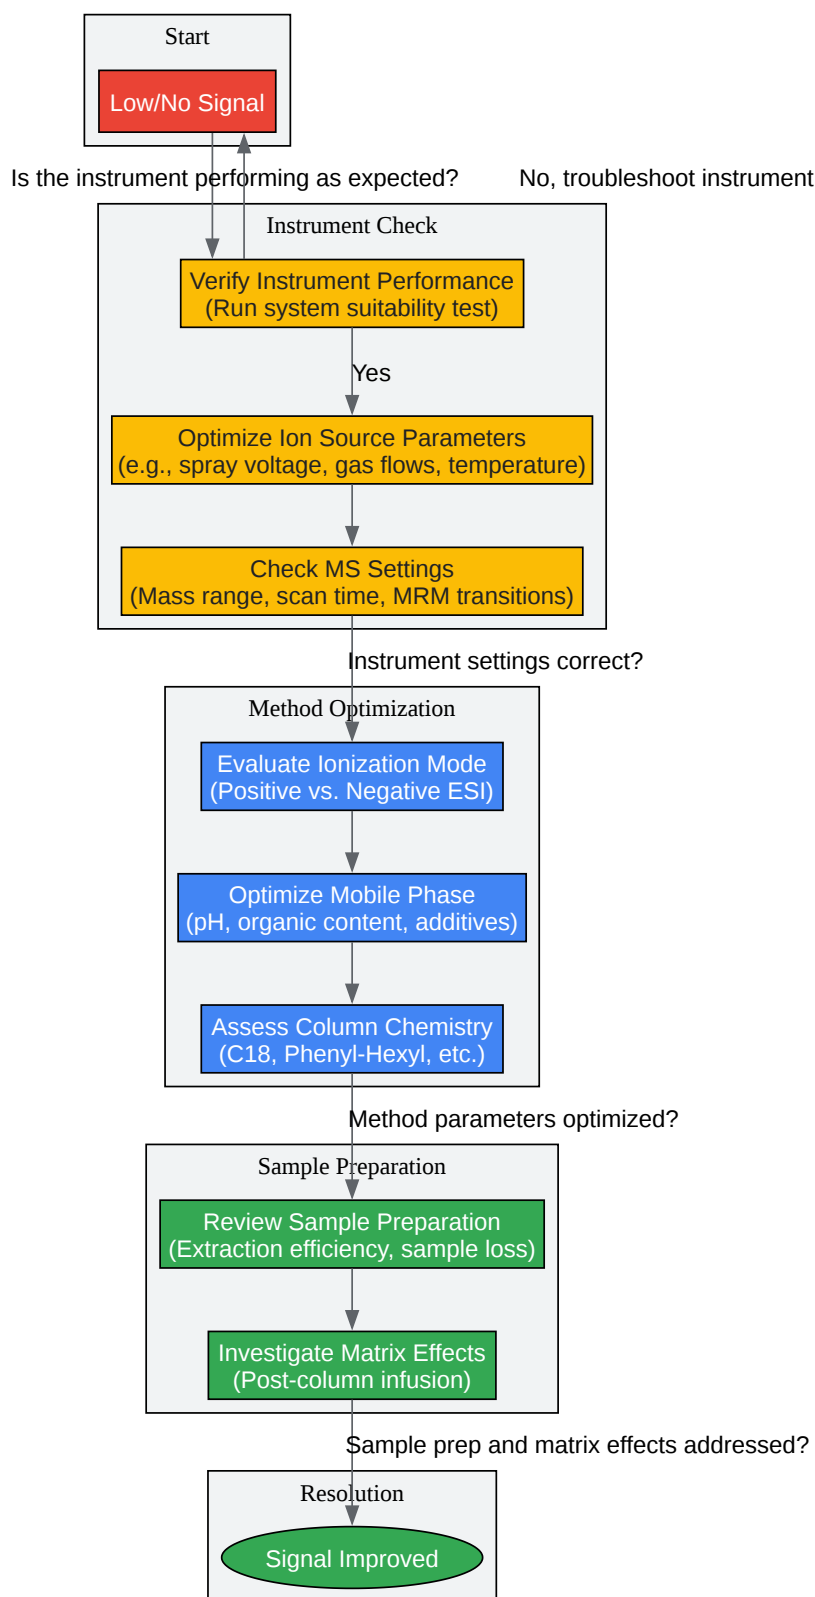 Start
Low/No Signal
Is the instrument performing as expected?
No, troubleshoot instrument
Instrument Check
Verify Instrument Performance
(Run system suitability test)
Yes
Optimize Ion Source Parameters
(e.g., spray voltage, gas flows, temperature)
Check MS Settings
(Mass range, scan time, MRM transitions)
Instrument settings correct?
Method Optimization
Evaluate Ionization Mode
(Positive vs. Negative ESI)
Optimize Mobile Phase
(pH, organic content, additives)
Assess Column Chemistry
(C18, Phenyl-Hexyl, etc.)
Method parameters optimized?
Sample Preparation
Review Sample Preparation
(Extraction efficiency, sample loss)
Investigate Matrix Effects
(Post-column infusion)
Sample prep and matrix effects addressed?
Resolution
Signal Improved